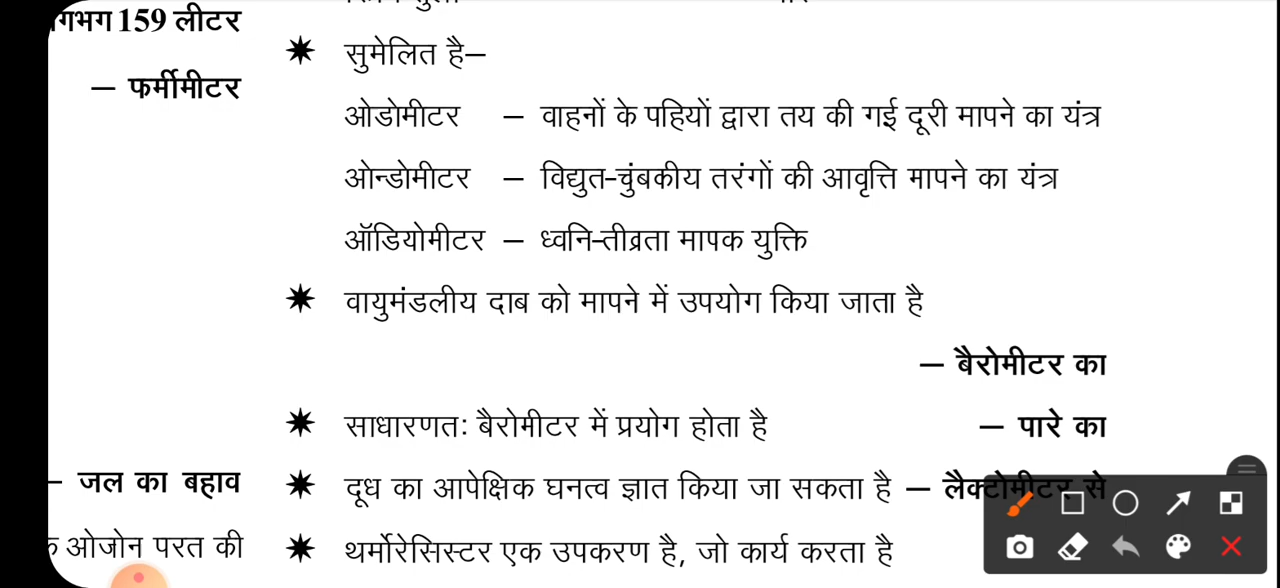 159 लीटर
— फर्मीमीटर
— जल का बहाव
ओजोन परत की
✷ सुमेलित है—
ओडोमीटर — वाहनों के पहियों द्वारा तय की गई दूरी मापने का यंत्र
ओन्डोमीटर — विद्युत-चुंबकीय तरंगों की आवृत्ति मापने का यंत्र
ऑडियोमीटर — ध्वनि-तीव्रता मापक युक्ति
✷ वायुमंडलीय दाब को मापने में उपयोग किया जाता है
— बैरोमीटर का
✷ साधारणतः बैरोमीटर में प्रयोग होता है — पारे का
✷ दूध का आपेक्षिक घनत्व ज्ञात किया जा सकता है — लैक्टोमीटर से
✷ थर्मोरेसिस्टर एक उपकरण है, जो कार्य करता है